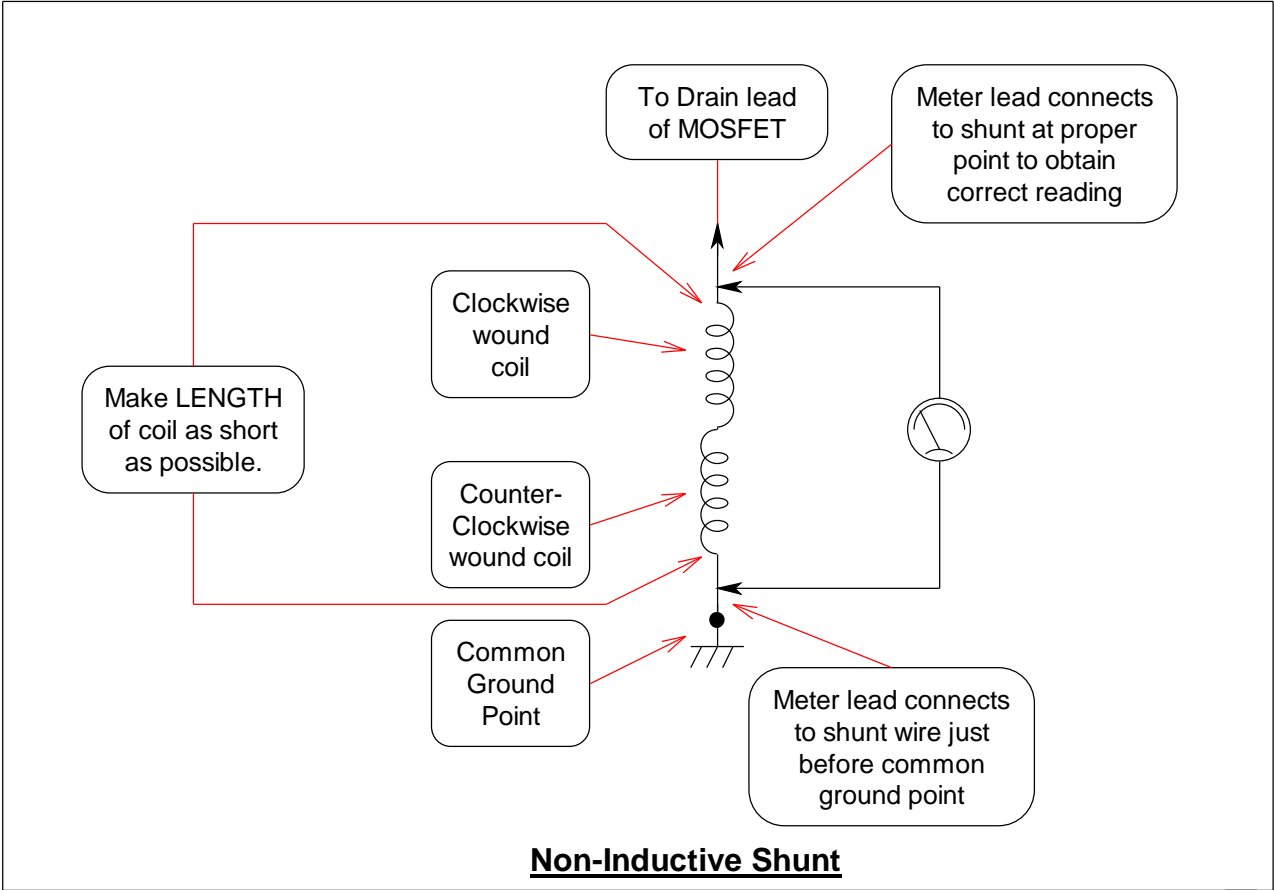 To Drain lead
of MOSFET
Meter lead connects
to shunt at proper
point to obtain
correct reading
Clockwise
wound
coil
Make LENGTH
of coil as short
as possible.
Counter-
Clockwise
wound coil
Common
Ground
Point
Meter lead connects
to shunt wire just
before common
ground point
Non-Inductive Shunt